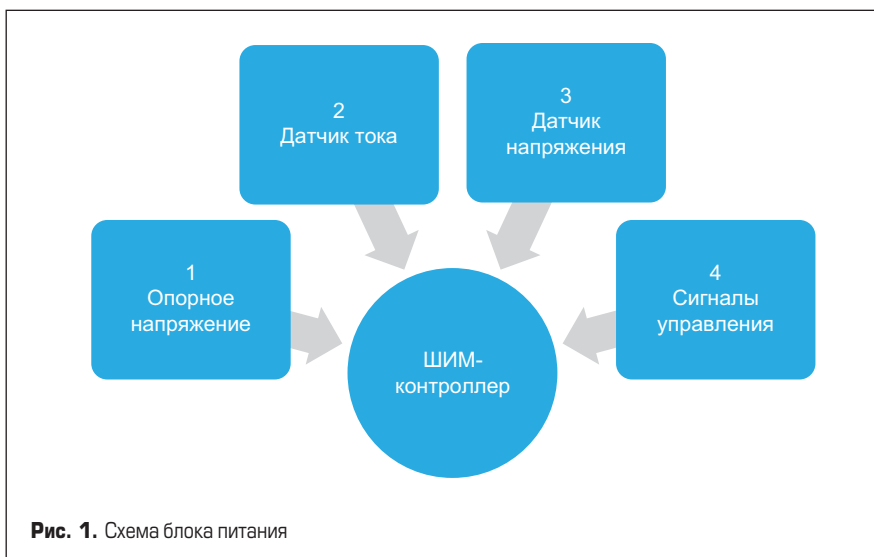 1
Опорное
напряжение
2
Датчик тока
3
Датчик
напряжения
4
Сигналы
управления
ШИМ-
контроллер
Рис. 1. Схема блока питания